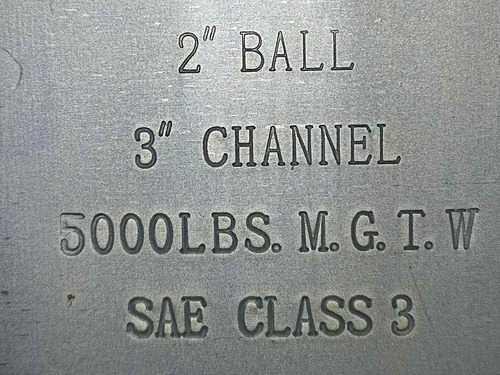 2" BALL
3" CHANNEL
5000LBS. M. G. T. W
SAE CLASS 3